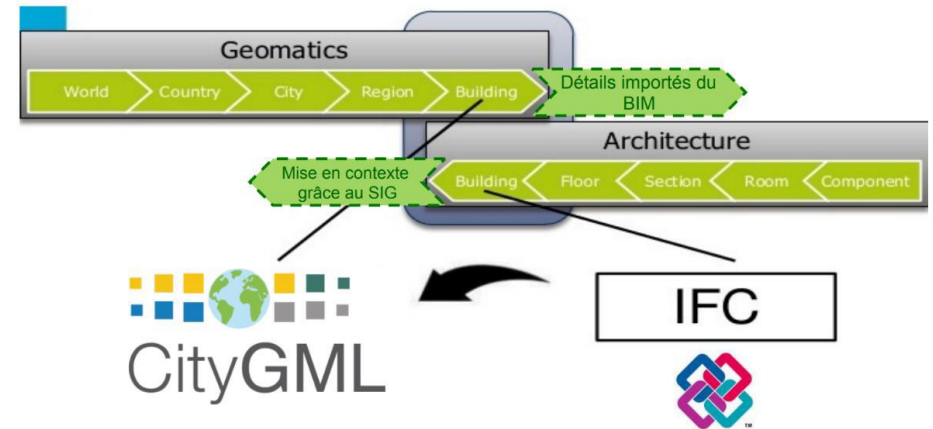 Geomatics
World Country City Region Building
Détails importés du
BIM
Architecture
Mise en contexte
grâce au SIG
Building Floor Section Room Component
IFC
CityGML
TM